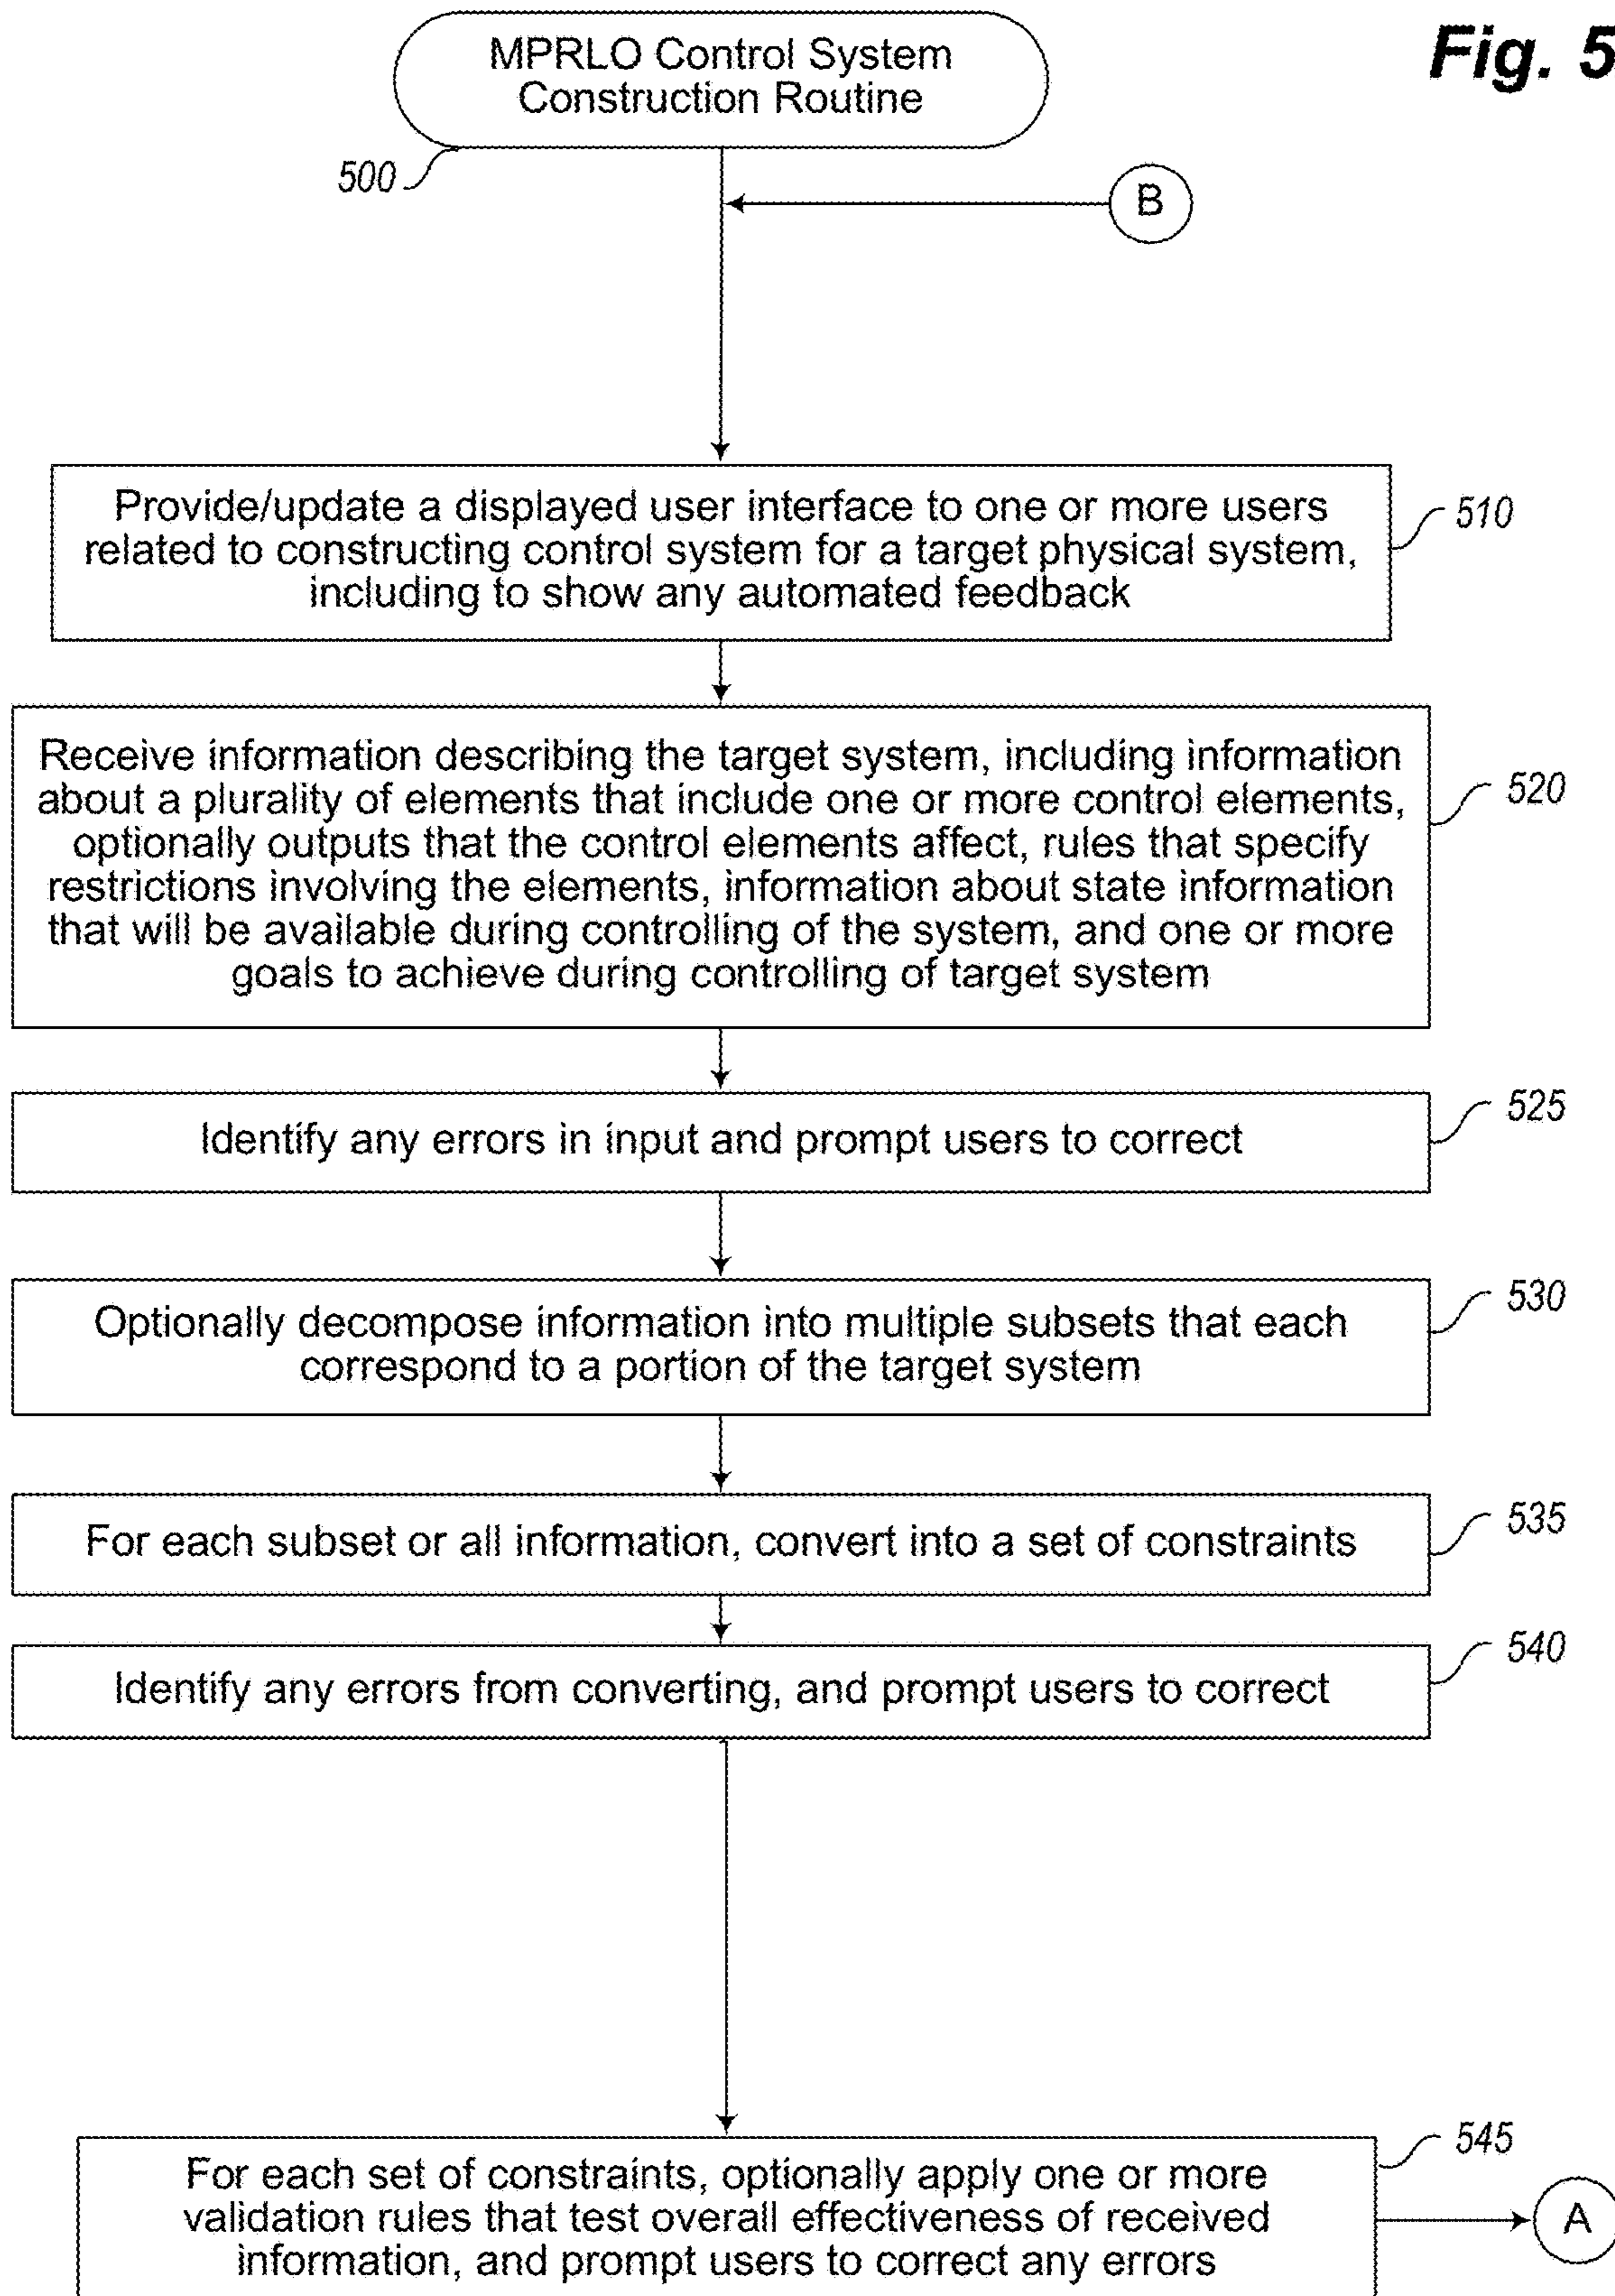 Fig. 5
MPRLO Control System
Construction Routine
500
B
Provide/update a displayed user interface to one or more users
related to constructing control system for a target physical system,
including to show any automated feedback
510
Receive information describing the target system, including information
about a plurality of elements that include one or more control elements,
optionally outputs that the control elements affect, rules that specify
restrictions involving the elements, information about state information
that will be available during controlling of the system, and one or more
goals to achieve during controlling of target system
520
Identify any errors in input and prompt users to correct
525
Optionally decompose information into multiple subsets that each
correspond to a portion of the target system
530
For each subset or all information, convert into a set of constraints
535
Identify any errors from converting, and prompt users to correct
540
For each set of constraints, optionally apply one or more
validation rules that test overall effectiveness of received
information, and prompt users to correct any errors
545
A